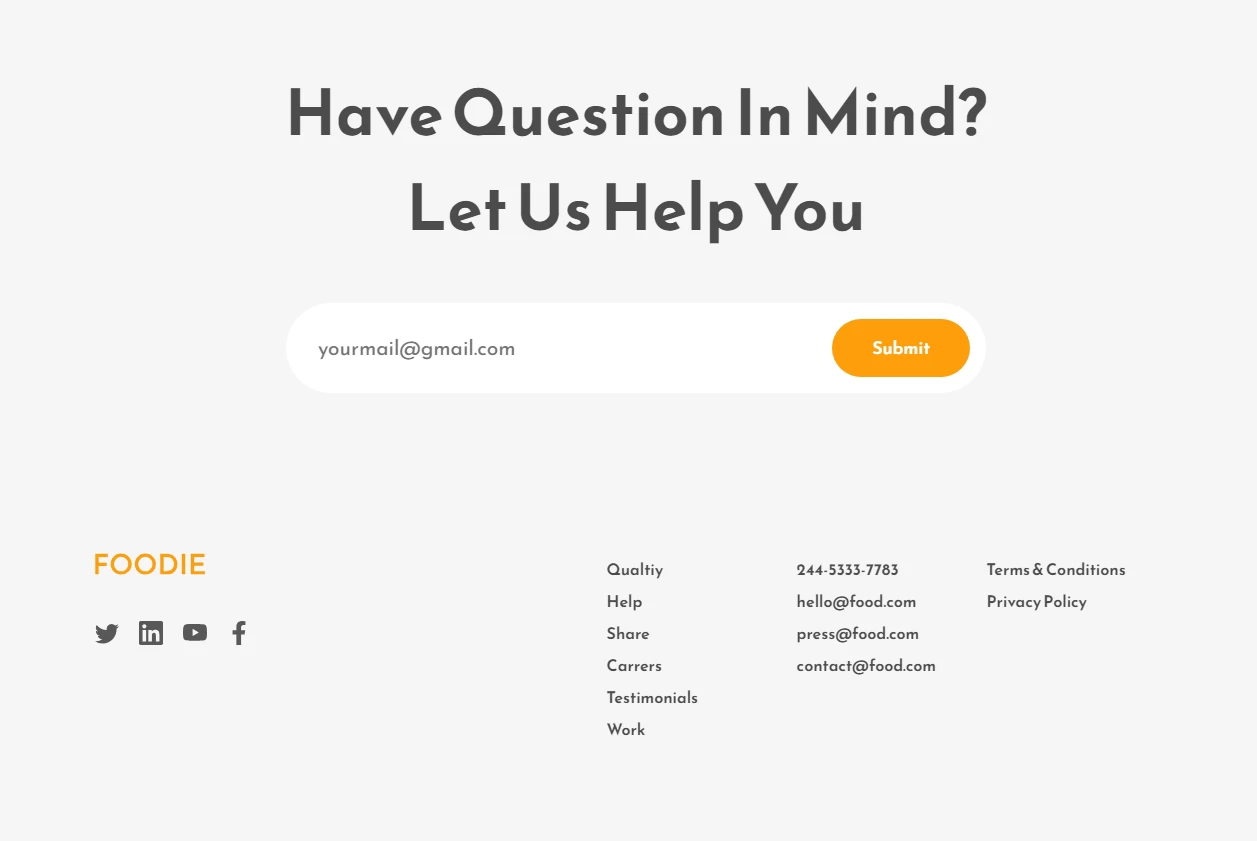 Have Question In Mind?
Let Us Help You
yourmail@gmail.com
Submit
FOODIE
Qualtiy
Help
Share
Carrers
Testimonials
Work
244-5333-7783
hello@food.com
press@food.com
contact@food.com
Terms & Conditions
Privacy Policy